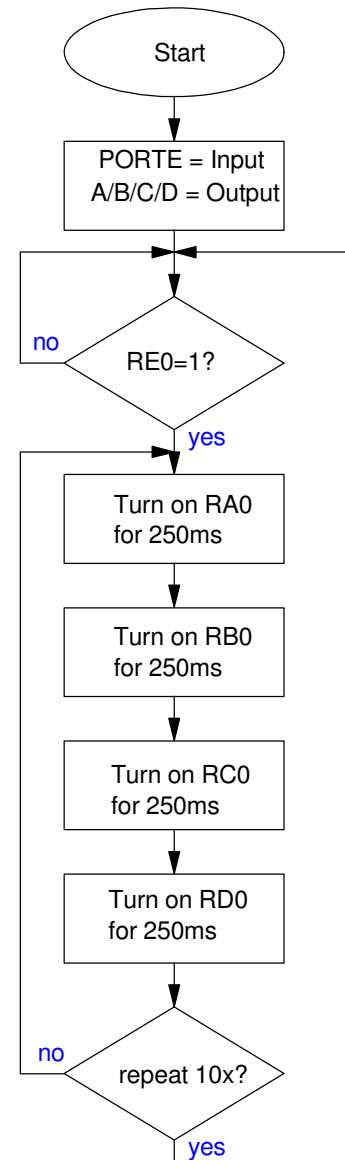 Start
PORTE = Input
A/B/C/D = Output
no
RE0=1?
yes
Turn on RA0
for 250ms
Turn on RB0
for 250ms
Turn on RC0
for 250ms
Turn on RD0
for 250ms
no
repeat 10x?
yes